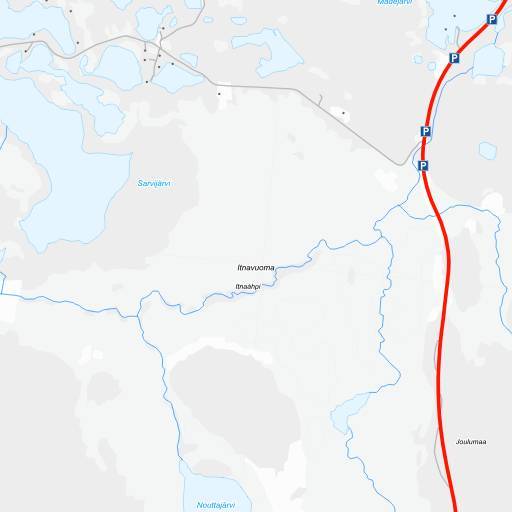 Madejärvi
P
P
P
P
Sarvijärvi
Itnavuoma
Itnaähpi
Joulumaa
Nouttajärvi